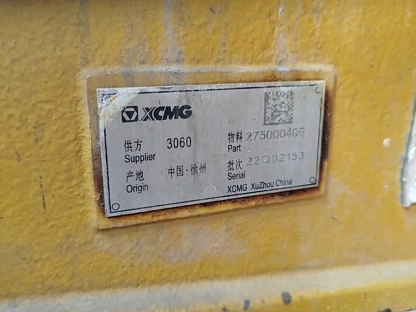 XCMG
供方 3060 物料 275000409
Supplier Part
产地 中国·徐州 批次 22Q02153
Origin Serial
XCMG XuZhou China